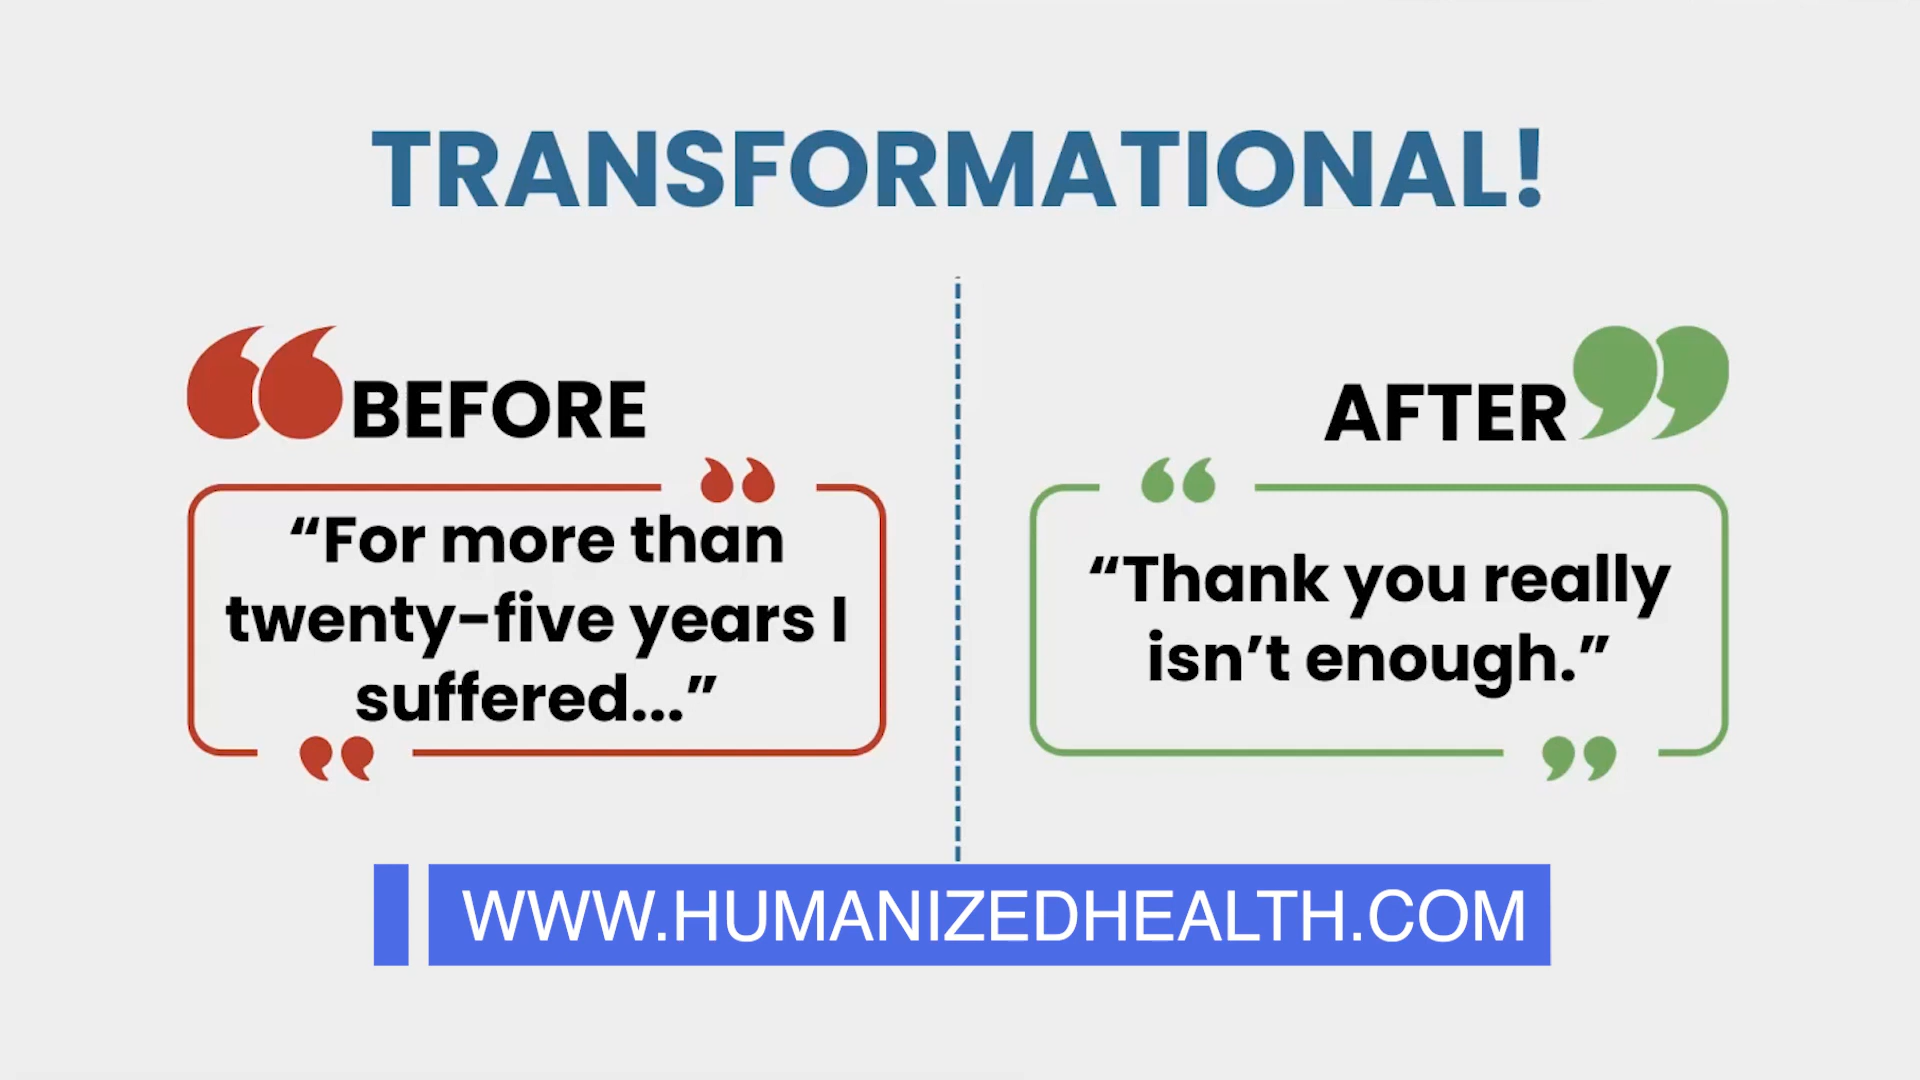 TRANSFORMATIONAL!
BEFORE
“For more than
twenty-five years I
suffered...”
AFTER
“Thank you really
isn’t enough.”
WWW.HUMANIZEDHEALTH.COM